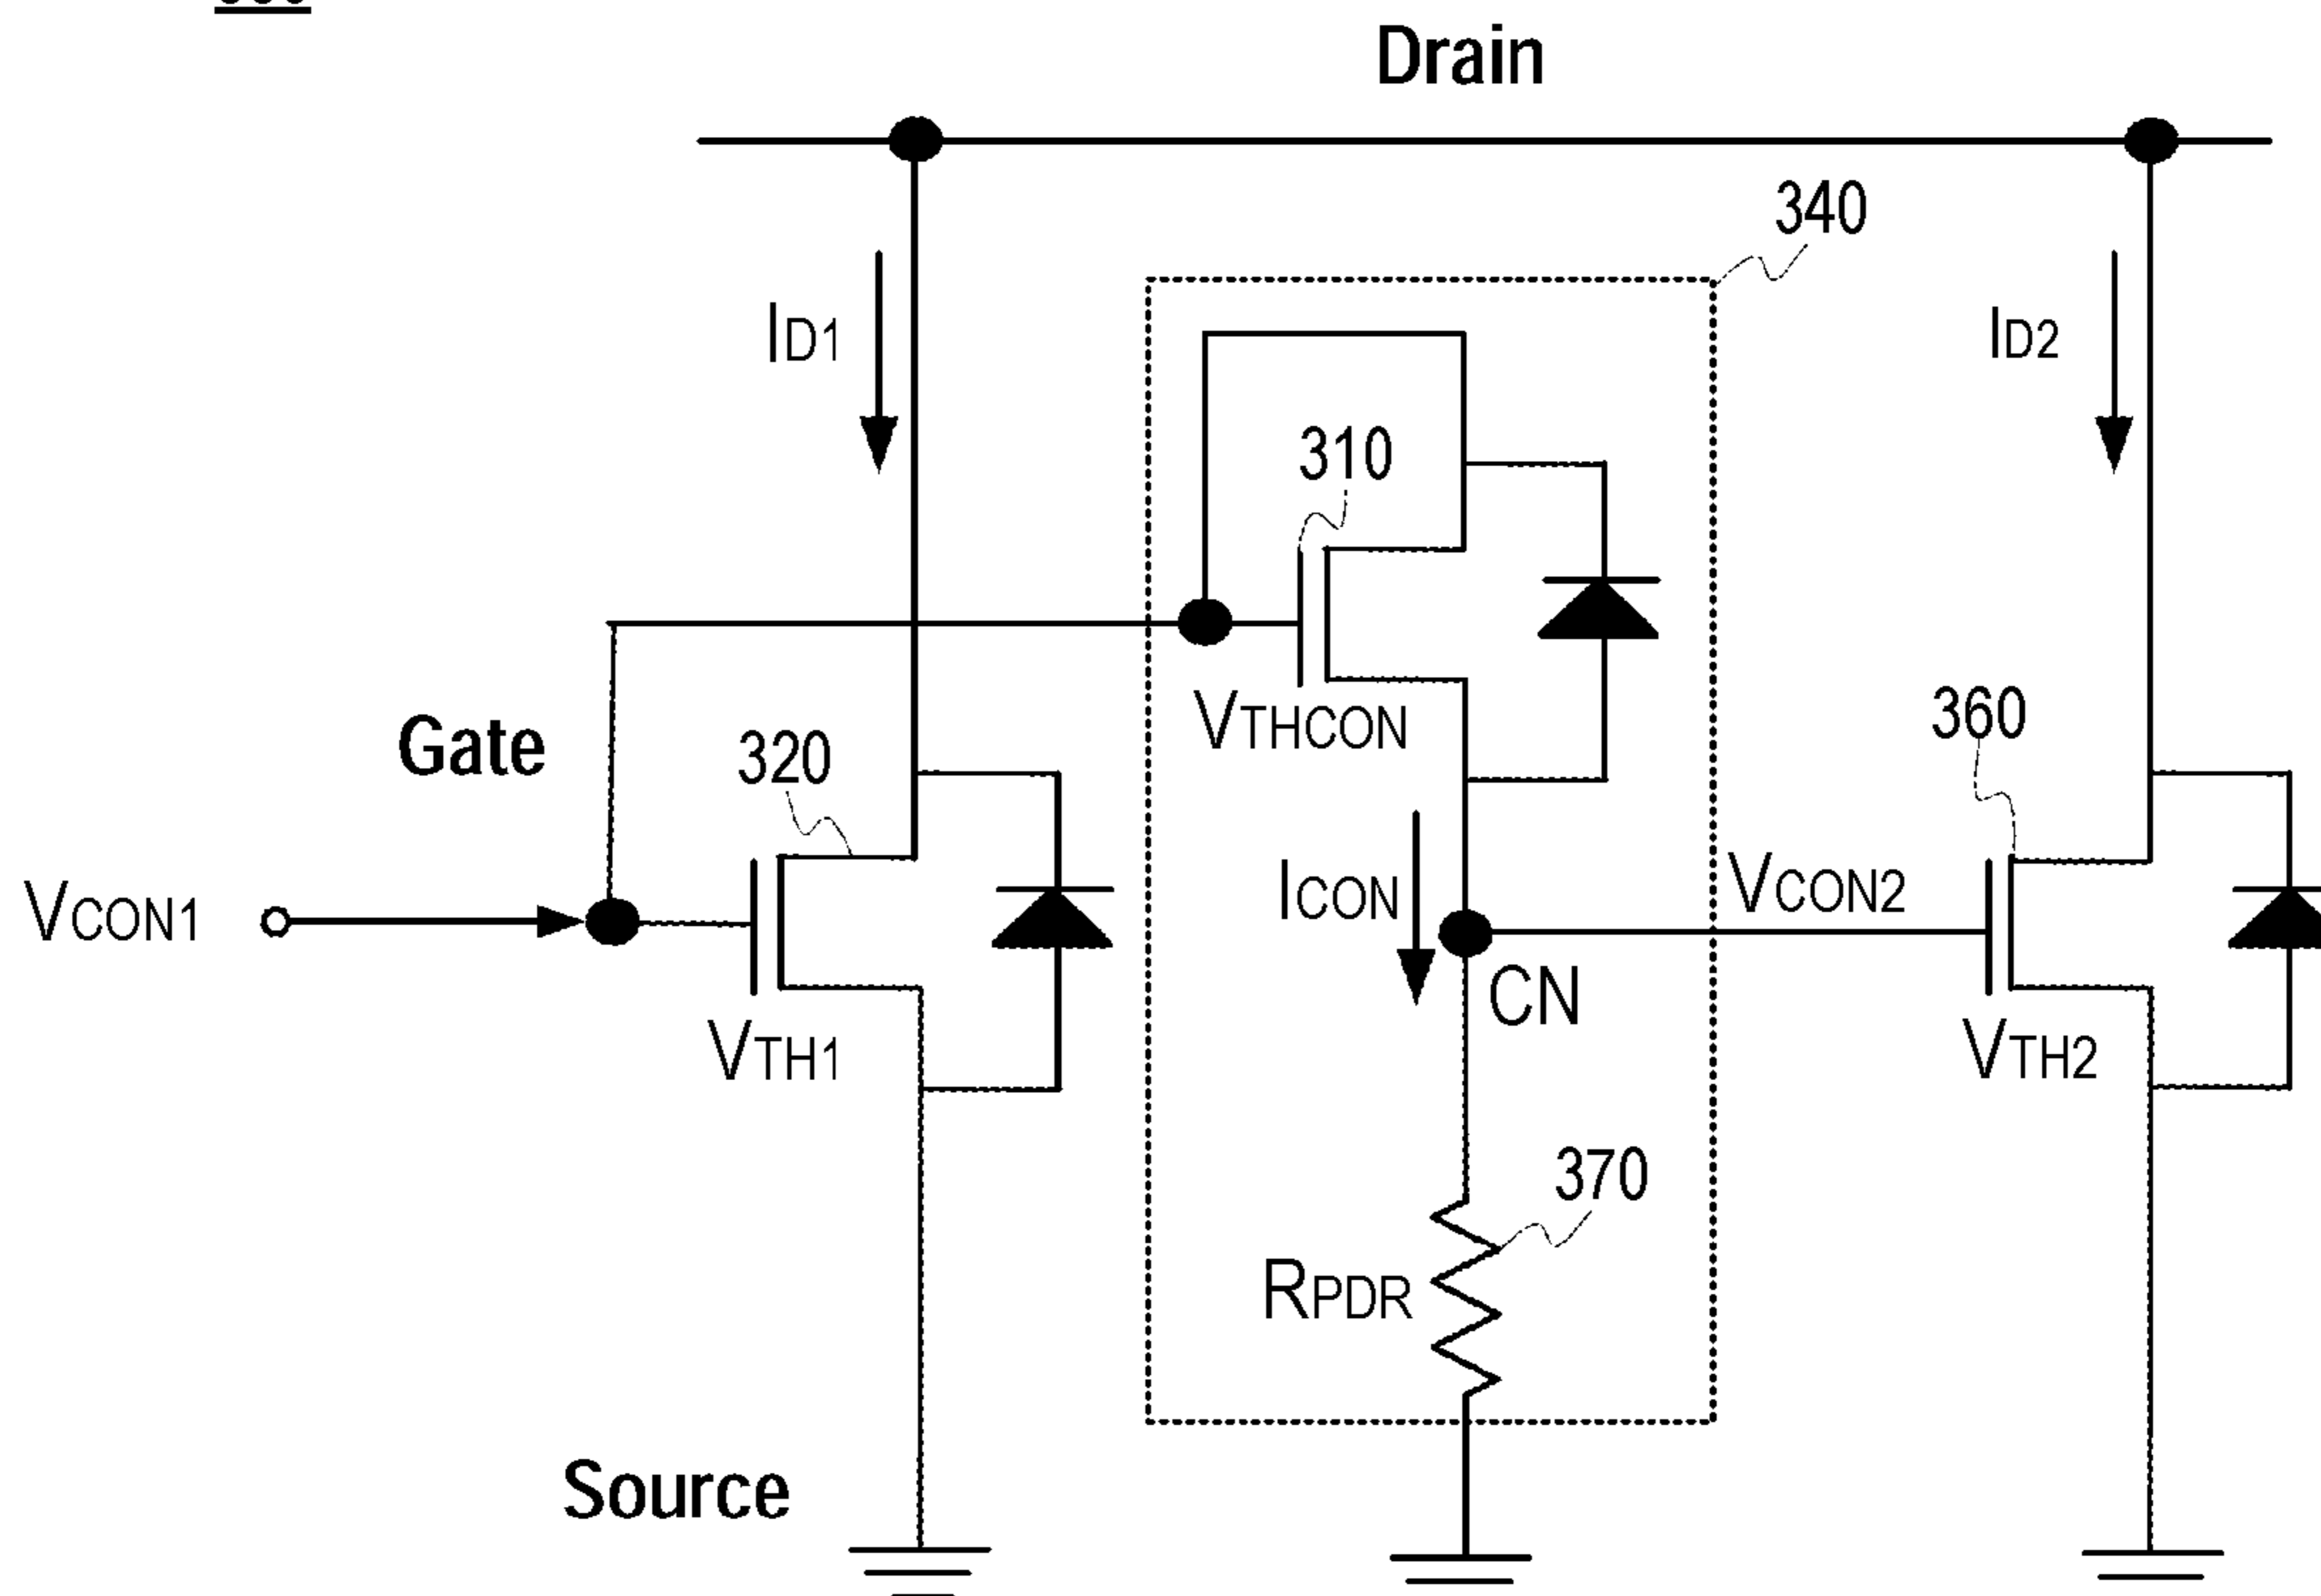 Drain
340
ID1
ID2
310
VTHCON
360
Gate
320
VCON1
ICON
VCON2
CN
VTH1
VTH2
370
RPDR
Source